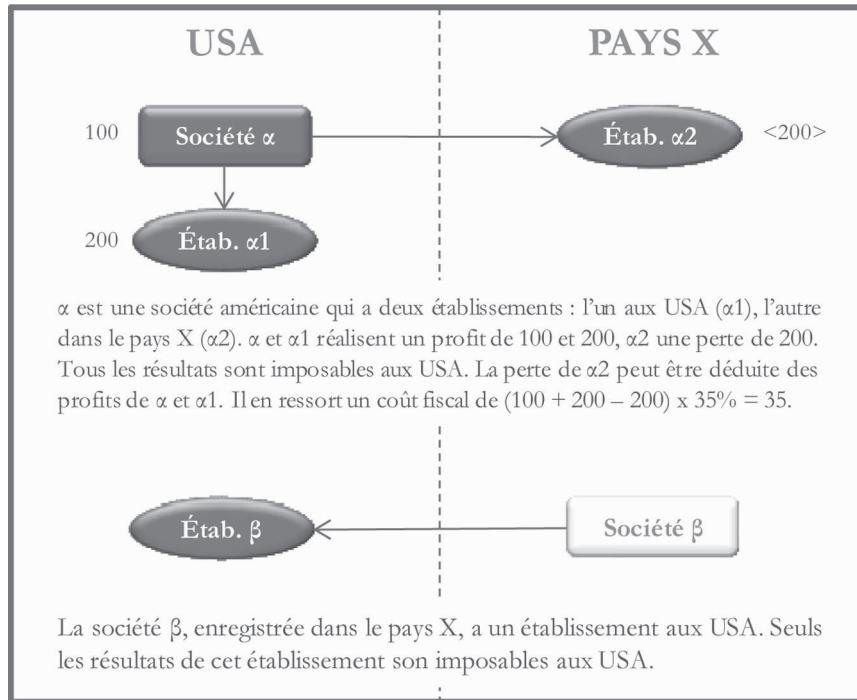 USA PAYS X
100 Société α Étab. α2 <200>
200 Étab. α1
α est une société américaine qui a deux établissements : l'un aux USA (α1), l'autre
dans le pays X (α2). α et α1 réalisent un profit de 100 et 200, α2 une perte de 200.
Tous les résultats sont imposables aux USA. La perte de α2 peut être déduite des
profits de α et α1. Il en ressort un coût fiscal de (100 + 200 – 200) x 35% = 35.
Étab. β Société β
La société β, enregistrée dans le pays X, a un établissement aux USA. Seuls
les résultats de cet établissement son imposables aux USA.